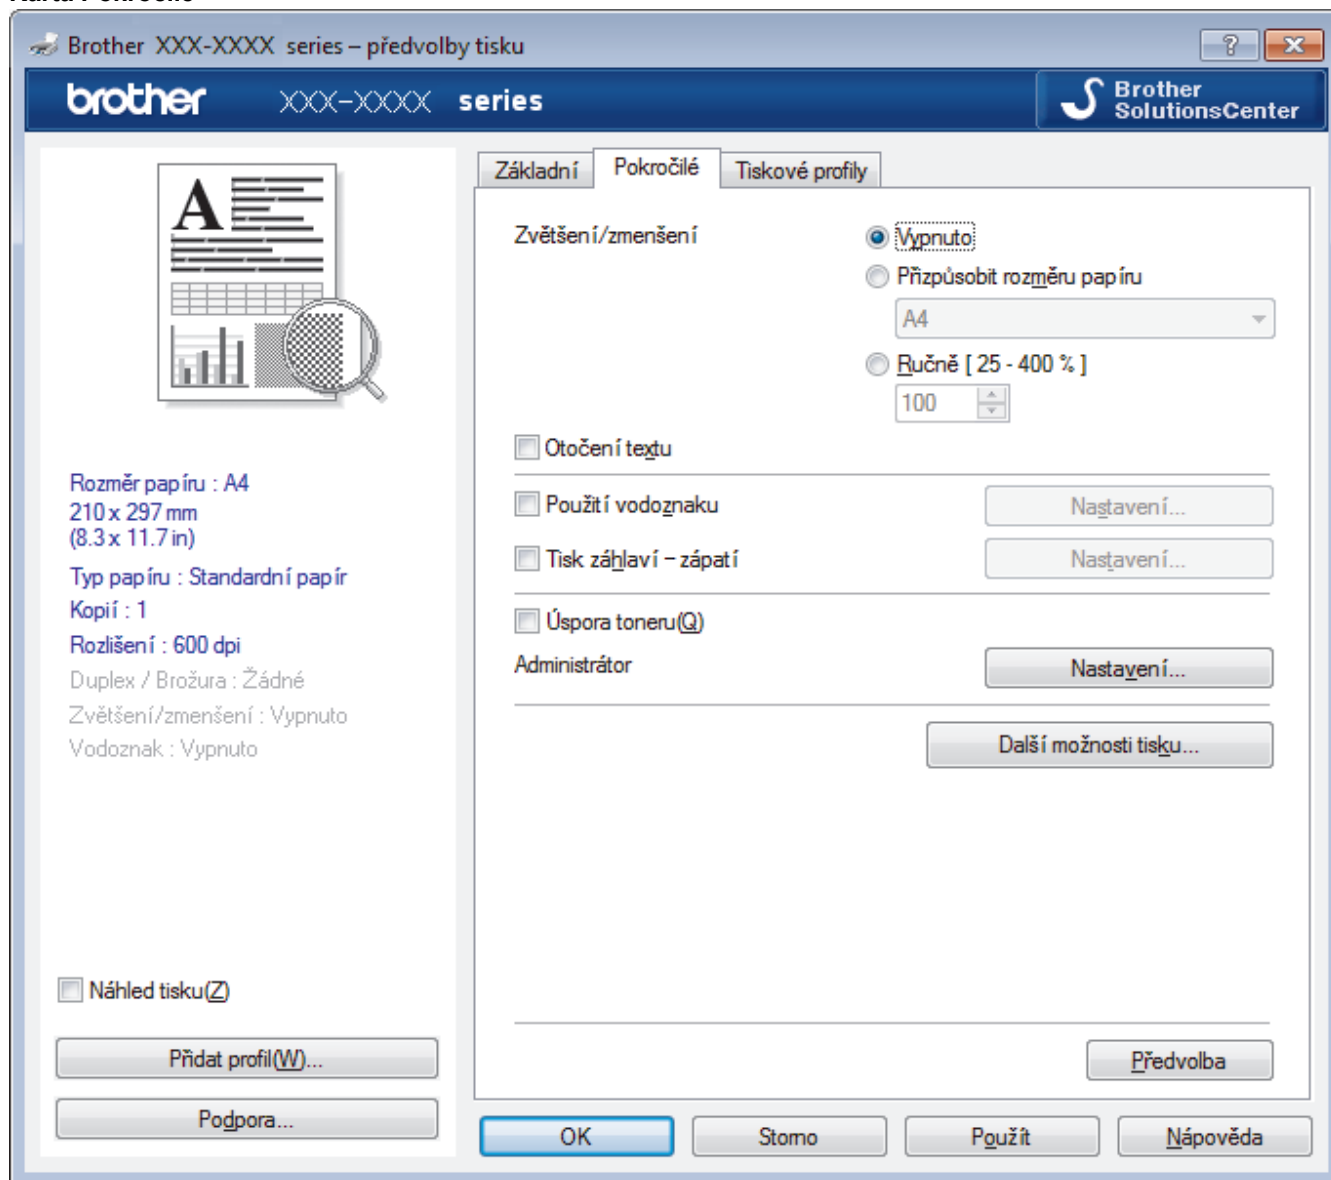 Karta Pokročilé
Brother XXX-XXXX series – předvolby tisku
brother XXX-XXXX series
Brother
SolutionsCenter
A
Rozměr papíru : A4
210 x 297 mm
(8.3 x 11.7 in)
Typ papíru : Standardní papír
Kopií : 1
Rozlišení : 600 dpi
Duplex / Brožura : Žádné
Zvětšení/zmenšení : Vypnuto
Vodoznak : Vypnuto
Náhled tisku(Z)
Přidat profil(W)...
Podpora...
Základní Pokročilé Tiskové profily
Zvětšení/zmenšení
Vypnuto
Přizpůsobit rozměru papíru
A4
Ručně [ 25 - 400 % ]
100
Otočení textu
Použití vodoznaku Nastavení...
Tisk záhlaví – zápatí Nastavení...
Úspora toneru(Q)
Administrátor Nastavení...
Další možnosti tisku...
Předvolba
OK Storno Použít Nápověda